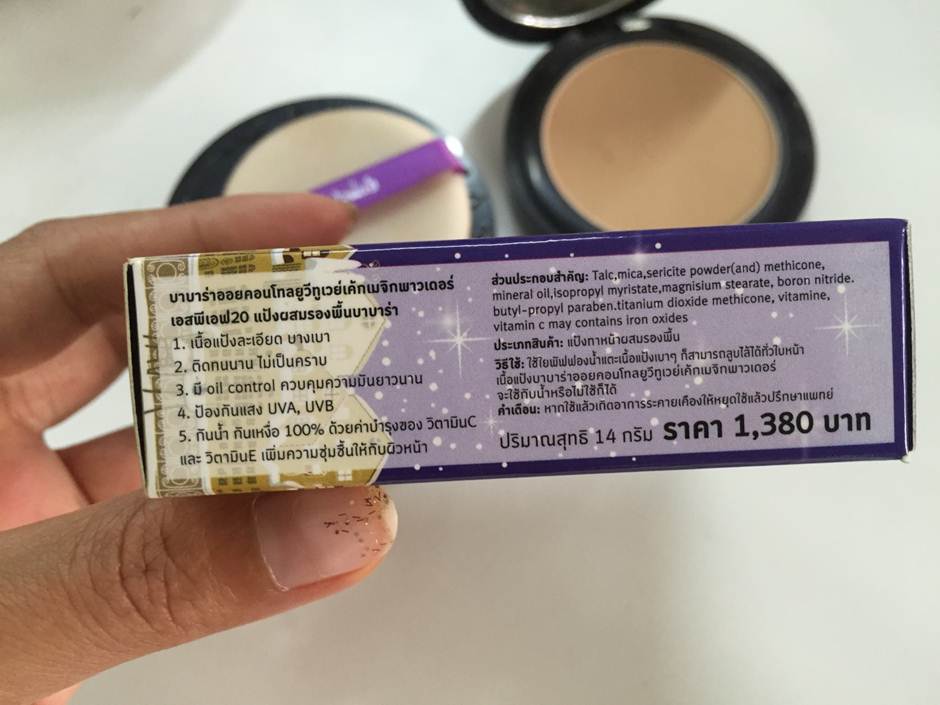 บาบาร่าออยคอนโทลยูวีทูเวย์เค้กเมจิกพาวเดอร์
เอสพีเอฟ20 แป้งผสมรองพื้นบาบาร่า
1. เนื้อแป้งละเอียด บางเบา
2. ติดทนนาน ไม่เป็นคราบ
3. มี oil control ควบคุมความมันยาวนาน
4. ป้องกันแสง UVA, UVB
5. กันน้ำ กันเหงื่อ 100% ด้วยค่าบำรุงของ วิตามินC
และ วิตามินE เพิ่มความชุ่มชื้นให้กับผิวหน้า
ส่วนประกอบสำคัญ: Talc,mica,sericite powder(and) methicone,
mineral oil,isopropyl myristate,magnisium stearate, boron nitride.
butyl-propyl paraben.titanium dioxide methicone, vitamine,
vitamin c may contains iron oxides
ประเภทสินค้า: แป้งทาหน้าผสมรองพื้น
วิธีใช้: ใช้ใยพัฟฟองน้ำแตะเนื้อแป้งเบาๆ ก็สามารถลูบไล้ได้ทั่วใบหน้า
เนื้อแป้งบาบาร่าออยคอนโทลยูวีทูเวย์เค้กเมจิกพาวเดอร์
จะใช้กับน้ำหรือไม่ใช้ก็ได้
คำเตือน: หากใช้แล้วเกิดอาการระคายเคืองให้หยุดใช้แล้วปรึกษาแพทย์
ปริมาณสุทธิ 14 กรัม ราคา 1,380 บาท